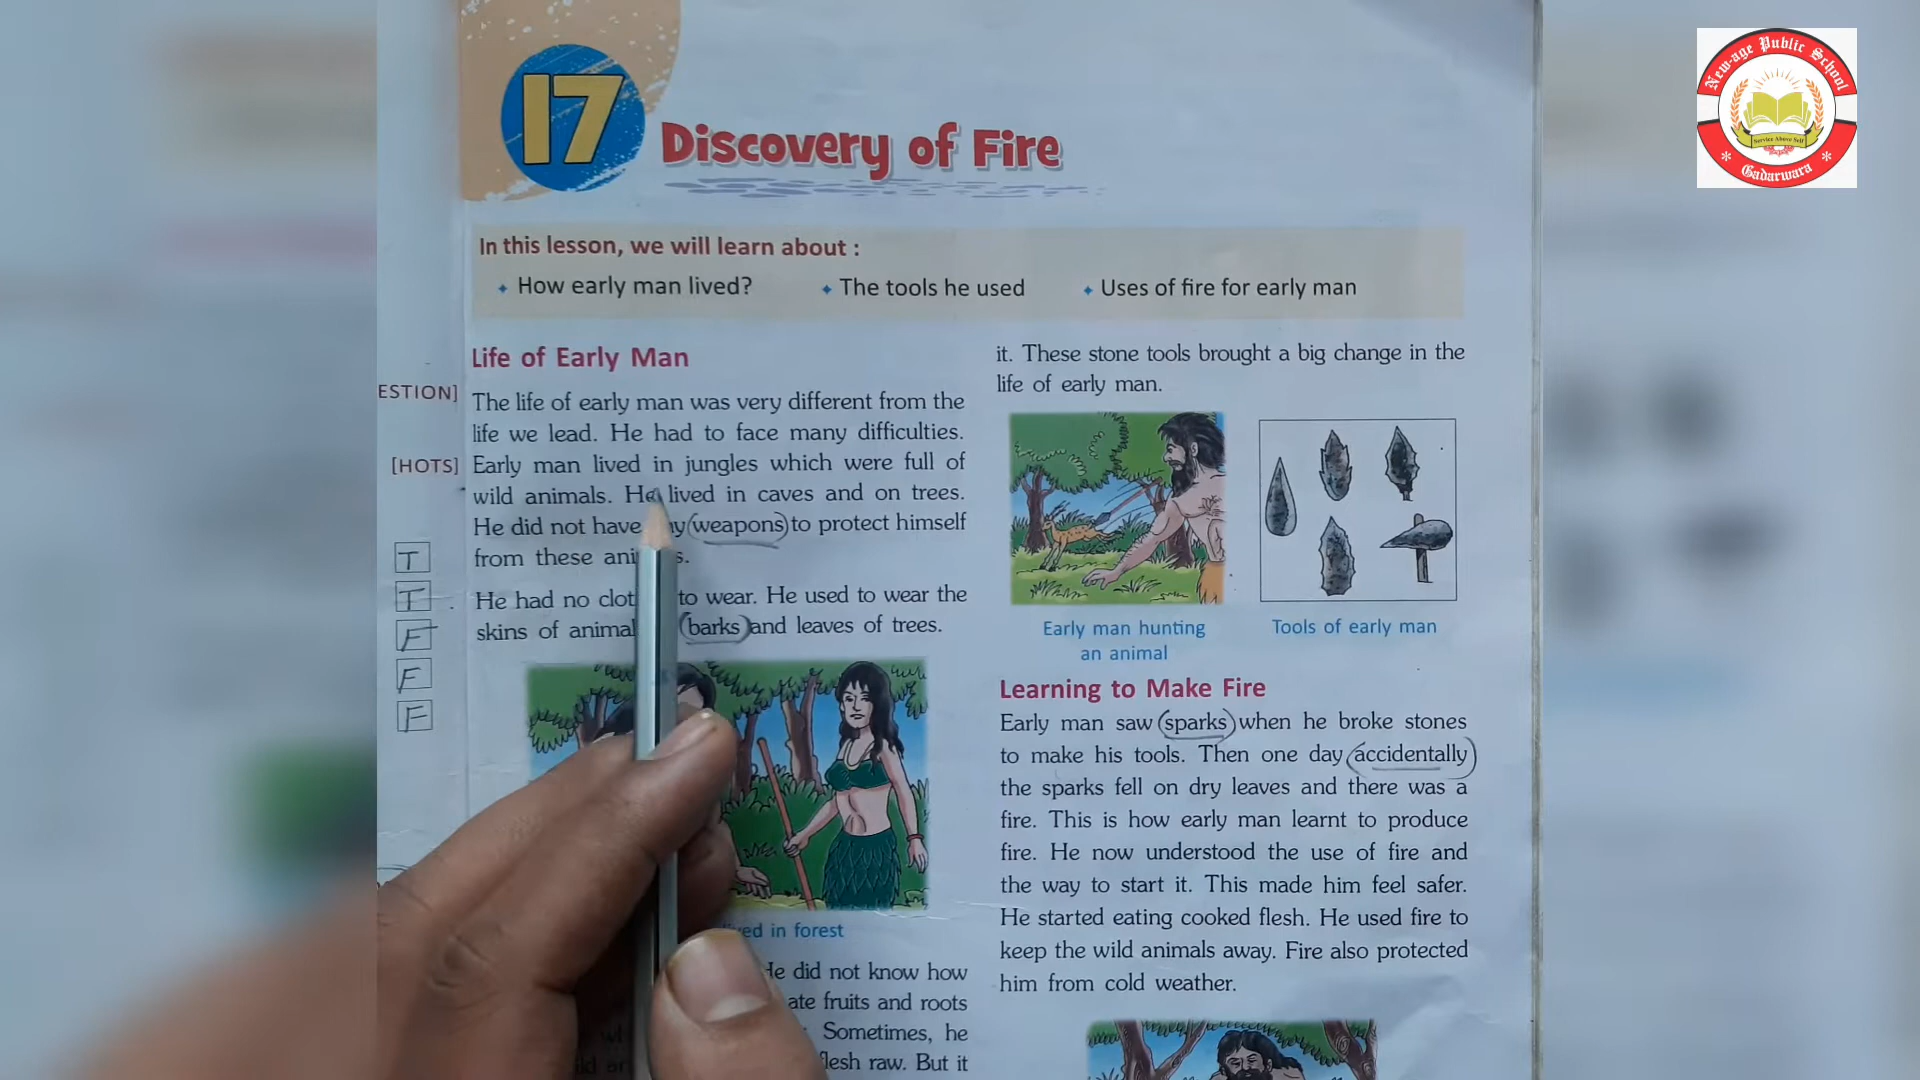 17
Discovery of Fire
In this lesson, we will learn about :
How early man lived?
The tools he used
Uses of fire for early man
ESTION]
[HOTS]
T
T
F
F
F
Life of Early Man
The life of early man was very different from the
life we lead. He had to face many difficulties.
Early man lived in jungles which were full of
wild animals. He lived in caves and on trees.
He did not have weapons to protect himself
from these
He had no to wear. He used to wear the
skins of barks and leaves of trees.
in forest
He did not know how
ate fruits and roots
Sometimes, he
flesh raw. But it
it. These stone tools brought a big change in the
life of early man.
Early man hunting
an animal
Tools of early man
Learning to Make Fire
Early man saw sparks when he broke stones
to make his tools. Then one day accidentally
the sparks fell on dry leaves and there was a
fire. This is how early man learnt to produce
fire. He now understood the use of fire and
the way to start it. This made him feel safer.
He started eating cooked flesh. He used fire to
keep the wild animals away. Fire also protected
him from cold weather.
New-age Public School
Service Above Self
Gadarwara